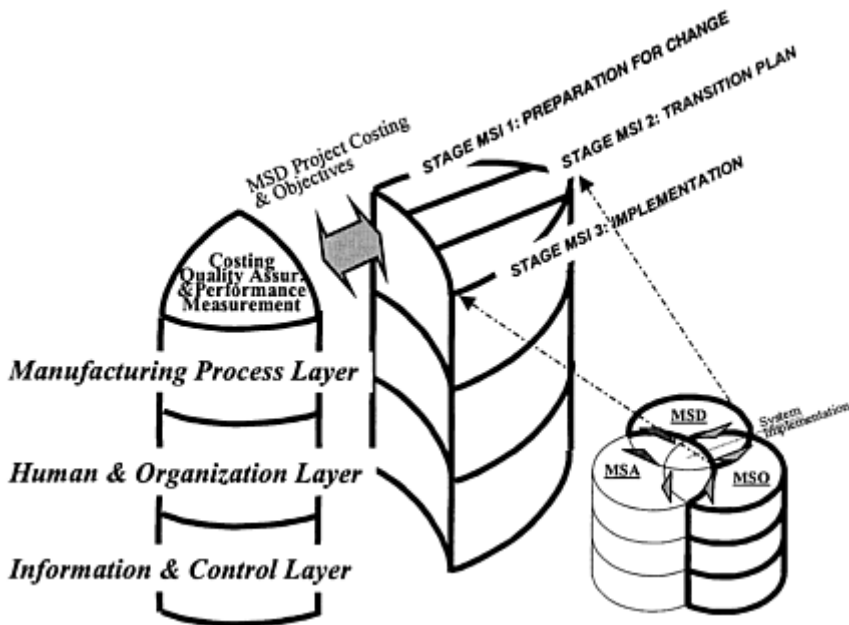 STAGE MSI 1: PREPARATION FOR CHANGE
STAGE MSI 2: TRANSITION PLAN
STAGE MSI 3: IMPLEMENTATION
MSD Project Costing
& Objectives
Costing
Quality Assur.
&Performance
Measurement
Manufacturing Process Layer
Human & Organization Layer
Information & Control Layer
MSD
System
Implementation
MSA
MSO